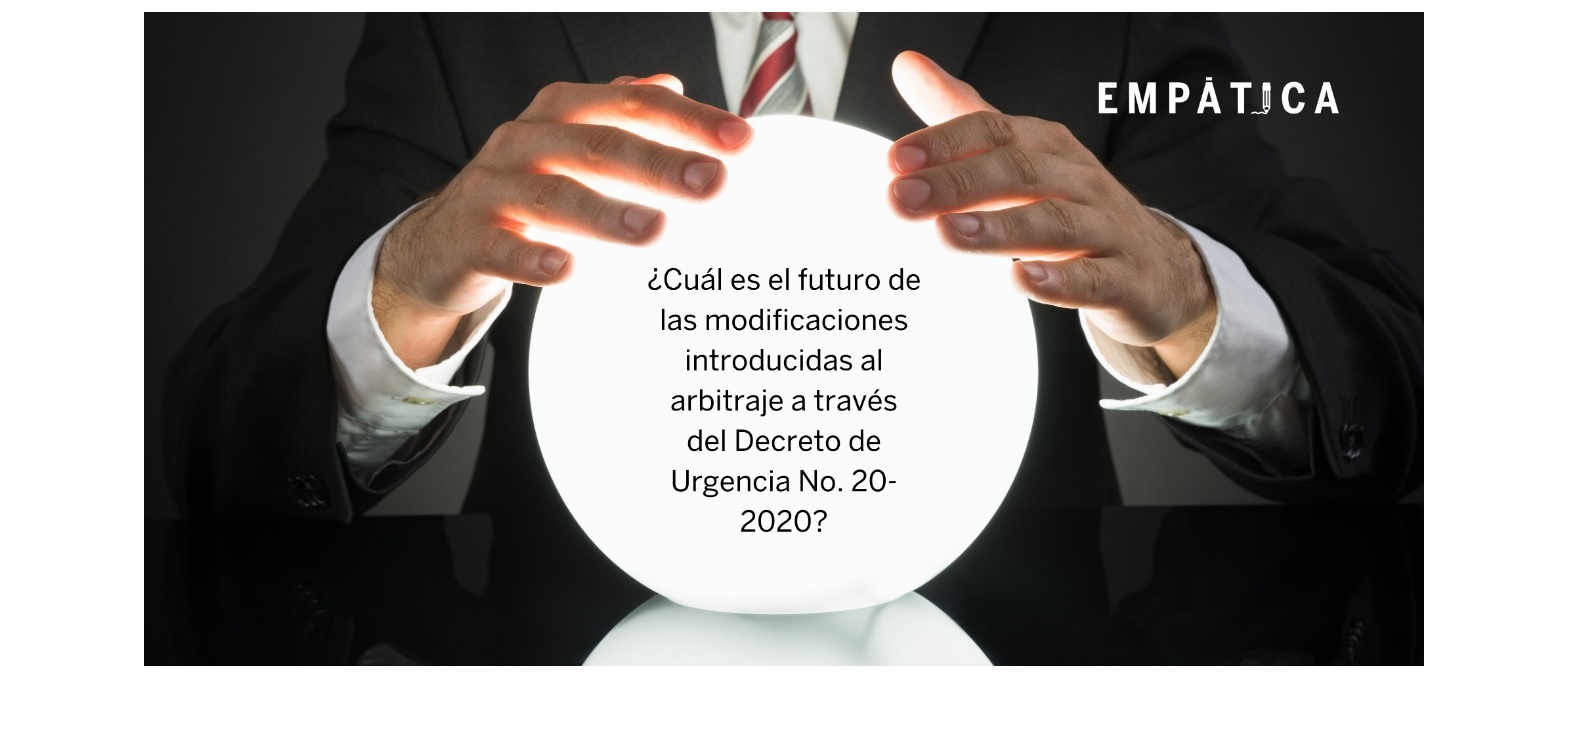 EMPÁTICA
¿Cuál es el futuro de
las modificaciones
introducidas al
arbitraje a través
del Decreto de
Urgencia No. 20-
2020?